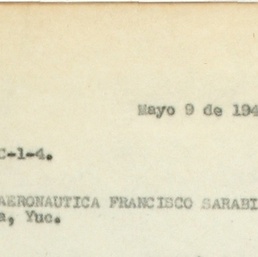 Mayo 9 de 194
C-1-4.
AERONAUTICA FRANCISCO SARABI
a, Yuc.